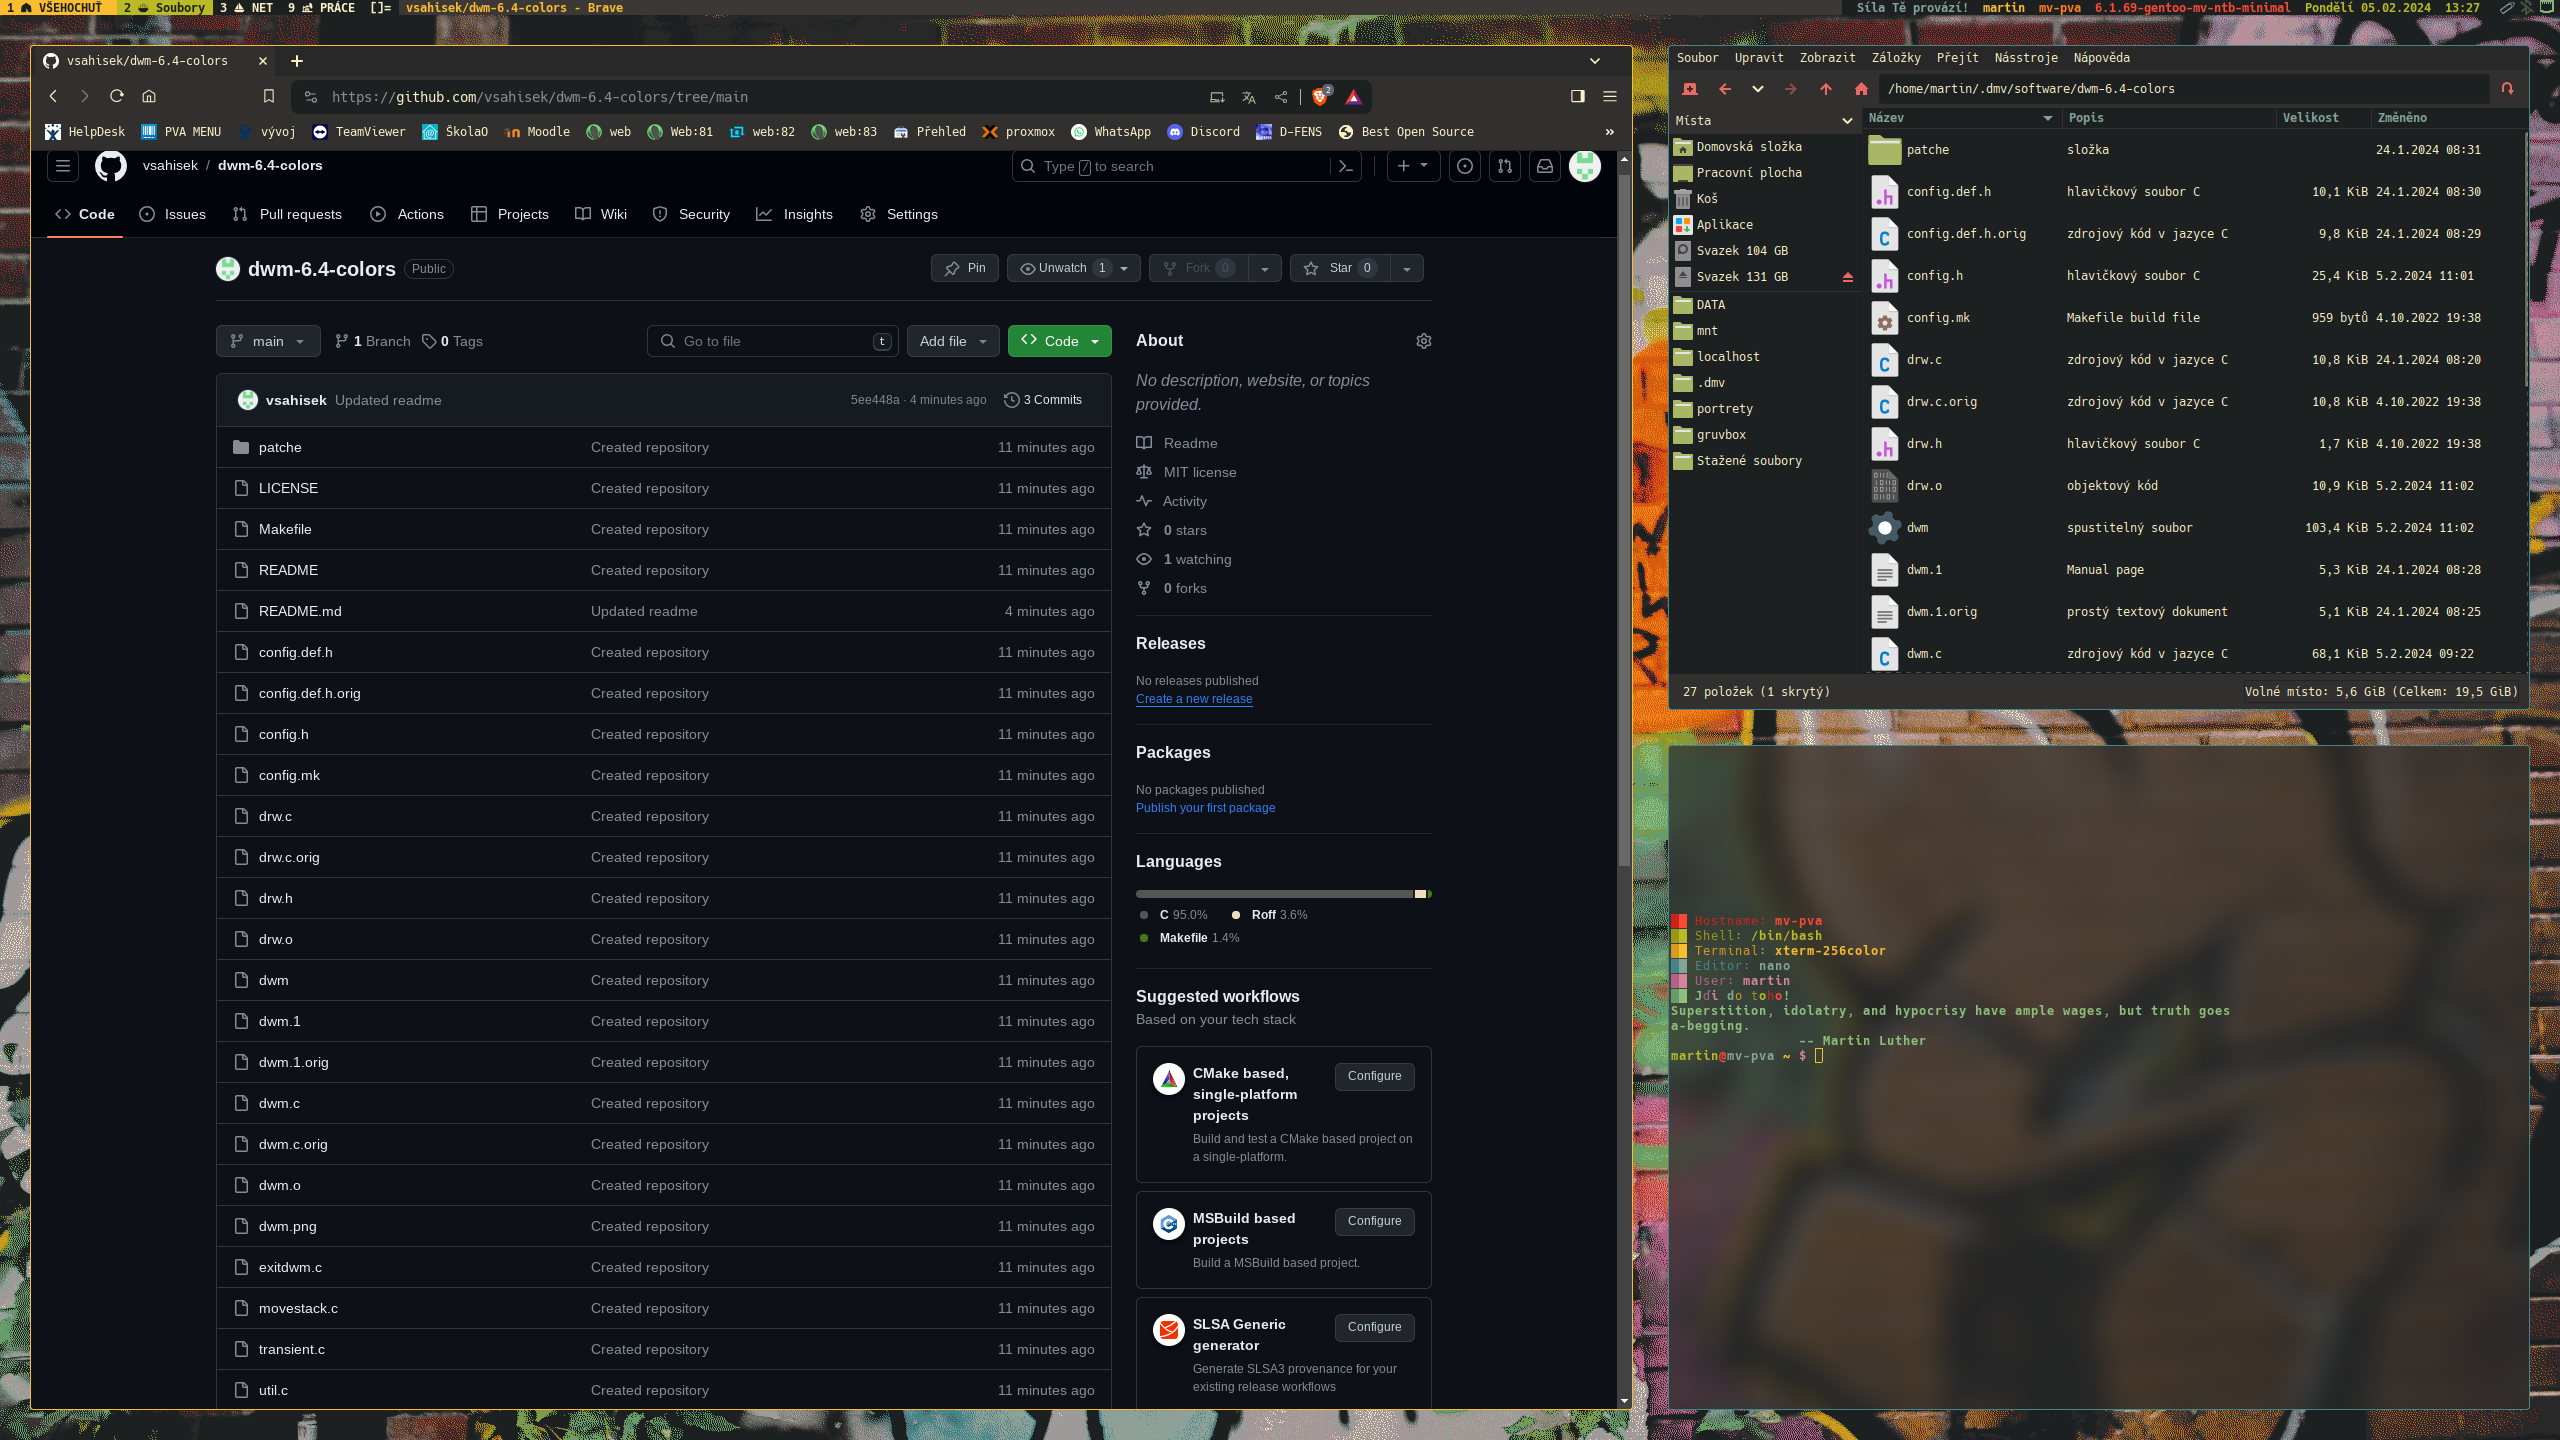 1 VŠEHOCHUŤ 2 Soubory 3 NET 9 PRÁCE []= vsahisek/dwm-6.4-colors - Brave
Síla Tě provází! martin mv-pva 6.1.69-gentoo-mv-ntb-minimal Pondělí 05.02.2024 13:27
vsahisek/dwm-6.4-colors
https://github.com/vsahisek/dwm-6.4-colors/tree/main
2
HelpDesk PVA MENU vývoj TeamViewer ŠkolaO Moodle web Web:81 web:82 web:83 Přehled proxmox WhatsApp Discord D-FENS Best Open Source »
vsahisek / dwm-6.4-colors
Type / to search
Code Issues Pull requests Actions Projects Wiki Security Insights Settings
dwm-6.4-colors Public
Pin Unwatch 1 Fork 0 Star 0
main 1 Branch 0 Tags
Go to file t
Add file
Code
vsahisek Updated readme 5ee448a · 4 minutes ago 3 Commits
patche Created repository 11 minutes ago
LICENSE Created repository 11 minutes ago
Makefile Created repository 11 minutes ago
README Created repository 11 minutes ago
README.md Updated readme 4 minutes ago
config.def.h Created repository 11 minutes ago
config.def.h.orig Created repository 11 minutes ago
config.h Created repository 11 minutes ago
config.mk Created repository 11 minutes ago
drw.c Created repository 11 minutes ago
drw.c.orig Created repository 11 minutes ago
drw.h Created repository 11 minutes ago
drw.o Created repository 11 minutes ago
dwm Created repository 11 minutes ago
dwm.1 Created repository 11 minutes ago
dwm.1.orig Created repository 11 minutes ago
dwm.c Created repository 11 minutes ago
dwm.c.orig Created repository 11 minutes ago
dwm.o Created repository 11 minutes ago
dwm.png Created repository 11 minutes ago
exitdwm.c Created repository 11 minutes ago
movestack.c Created repository 11 minutes ago
transient.c Created repository 11 minutes ago
util.c Created repository 11 minutes ago
About
No description, website, or topics
provided.
Readme
MIT license
Activity
0 stars
1 watching
0 forks
Releases
No releases published
Create a new release
Packages
No packages published
Publish your first package
Languages
C 95.0% Roff 3.6%
Makefile 1.4%
Suggested workflows
Based on your tech stack
CMake based,
single-platform
projects
Configure
Build and test a CMake based project on
a single-platform.
MSBuild based
projects
Configure
Build a MSBuild based project.
SLSA Generic
generator
Configure
Generate SLSA3 provenance for your
existing release workflows
Soubor Upravit Zobrazit Záložky Přejít Nástroje Nápověda
/home/martin/.dmv/software/dwm-6.4-colors
Místa
Domovská složka
Pracovní plocha
Koš
Aplikace
Svazek 104 GB
Svazek 131 GB
DATA
mnt
localhost
.dmv
portrety
gruvbox
Stažené soubory
Název Popis Velikost Změněno
patche složka 24.1.2024 08:31
config.def.h hlavičkový soubor C 10,1 KiB 24.1.2024 08:30
config.def.h.orig zdrojový kód v jazyce C 9,8 KiB 24.1.2024 08:29
config.h hlavičkový soubor C 25,4 KiB 5.2.2024 11:01
config.mk Makefile build file 959 bytů 4.10.2022 19:38
drw.c zdrojový kód v jazyce C 10,8 KiB 24.1.2024 08:20
drw.c.orig zdrojový kód v jazyce C 10,8 KiB 4.10.2022 19:38
drw.h hlavičkový soubor C 1,7 KiB 4.10.2022 19:38
drw.o objektový kód 10,9 KiB 5.2.2024 11:02
dwm spustitelný soubor 103,4 KiB 5.2.2024 11:02
dwm.1 Manual page 5,3 KiB 24.1.2024 08:28
dwm.1.orig prostý textový dokument 5,1 KiB 24.1.2024 08:25
dwm.c zdrojový kód v jazyce C 68,1 KiB 5.2.2024 09:22
27 položek (1 skrytý) Volné místo: 5,6 GiB (Celkem: 19,5 GiB)
Hostname: mv-pva
Shell: /bin/bash
Terminal: xterm-256color
Editor: nano
User: martin
Jdi do toho!
Superstition, idolatry, and hypocrisy have ample wages, but truth goes
a-begging.
-- Martin Luther
martin@mv-pva ~ $